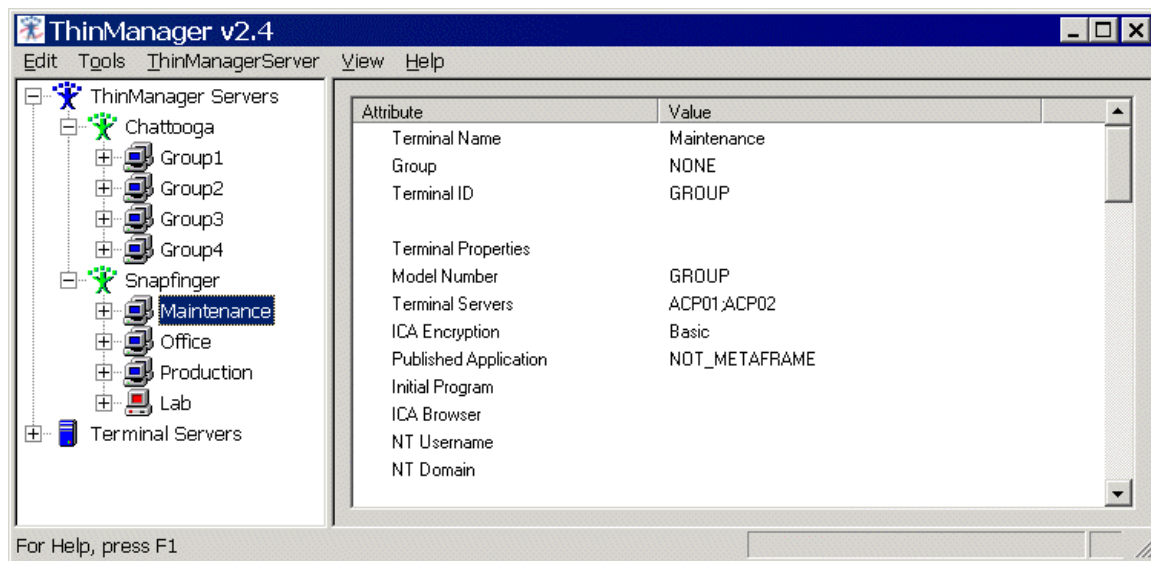 ThinManager v2.4
Edit Tools ThinManagerServer View Help
ThinManager Servers
Chattooga
Group1
Group2
Group3
Group4
Snapfinger
Maintenance
Office
Production
Lab
Terminal Servers
Attribute Value
Terminal Name Maintenance
Group NONE
Terminal ID GROUP
Terminal Properties
Model Number GROUP
Terminal Servers ACP01;ACP02
ICA Encryption Basic
Published Application NOT_METAFRAME
Initial Program
ICA Browser
NT Username
NT Domain
For Help, press F1